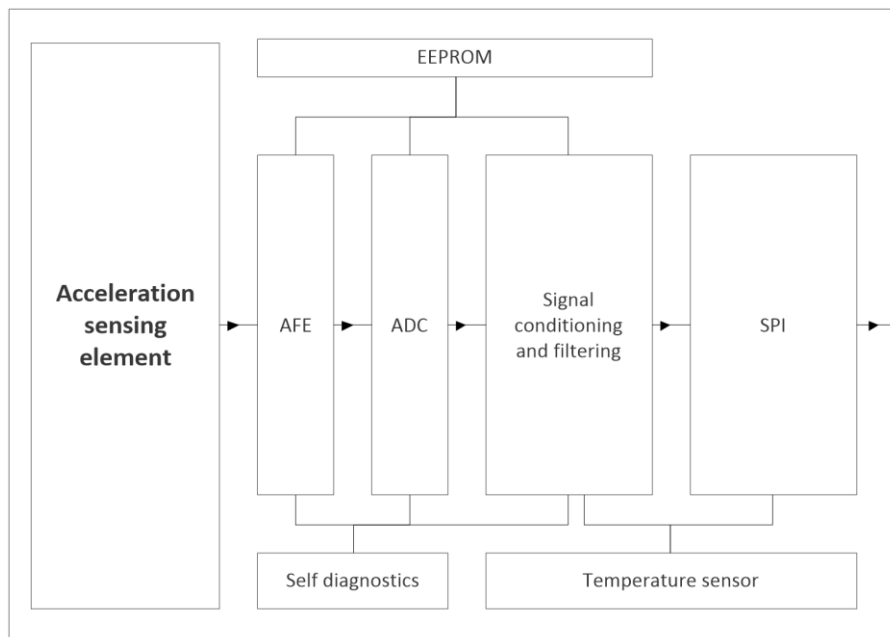 EEPROM
Acceleration
sensing
element
AFE
ADC
Signal
conditioning
and filtering
SPI
Self diagnostics
Temperature sensor